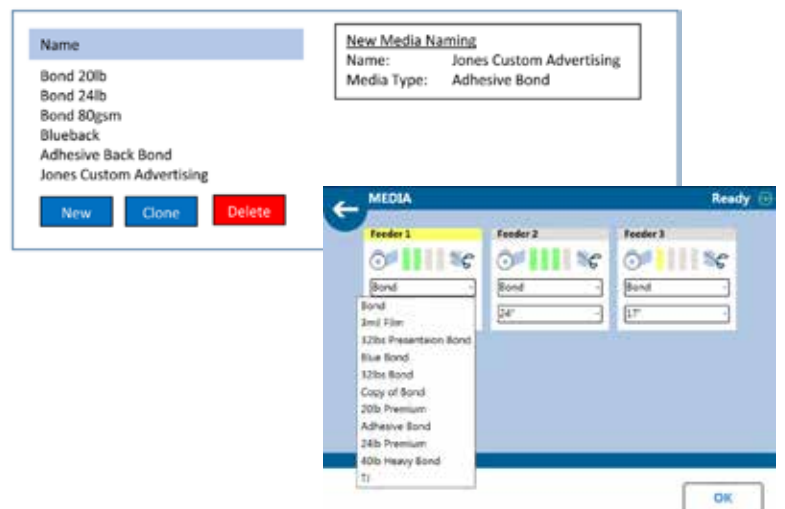 Name
Bond 20lb
Bond 24lb
Bond 80gsm
Blueback
Adhesive Back Bond
Jones Custom Advertising
New Clone Delete
New Media Naming
Name: Jones Custom Advertising
Media Type: Adhesive Bond
MEDIA Ready
Feeder 1 Feeder 2 Feeder 3
Bond Bond Bond
24" 17"
Bond
3mil Film
32lbs Presentaion Bond
Blue Bond
32lbs Bond
Copy of Bond
20lb Premium
Adhesive Bond
24lb Premium
40lb Heavy Bond
OK